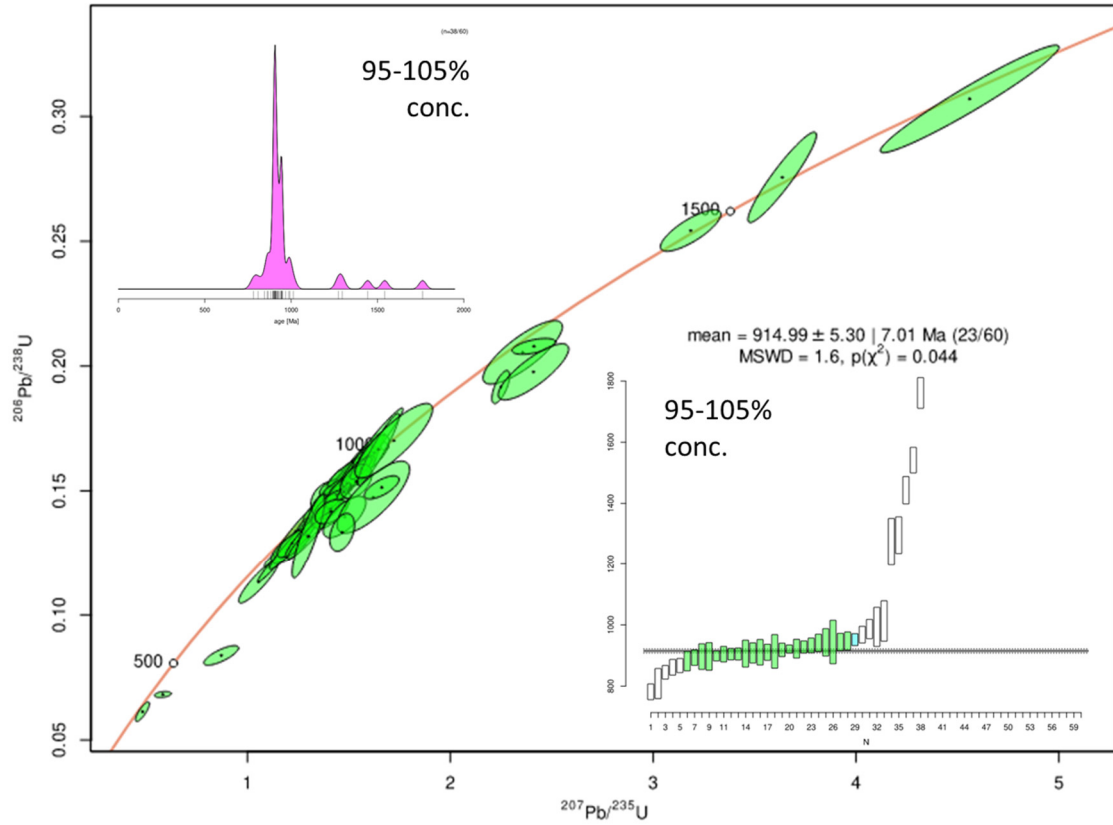 (n=38/60)
95-105%
conc.
0
500
1000
1500
2000
age [Ma]
0.30
0.25
0.20
0.15
0.10
0.05
206Pb/238U
1500
1000
500
mean = 914.99 ± 5.30 | 7.01 Ma (23/60)
MSWD = 1.6, p(χ²) = 0.044
95-105%
conc.
1800
1600
1400
1200
1000
800
1 3 5 7 9 11 14 17 20 23 26 29 32 35 38 41 44 47 50 53 56 59
N
1 2 3 4 5
207Pb/235U